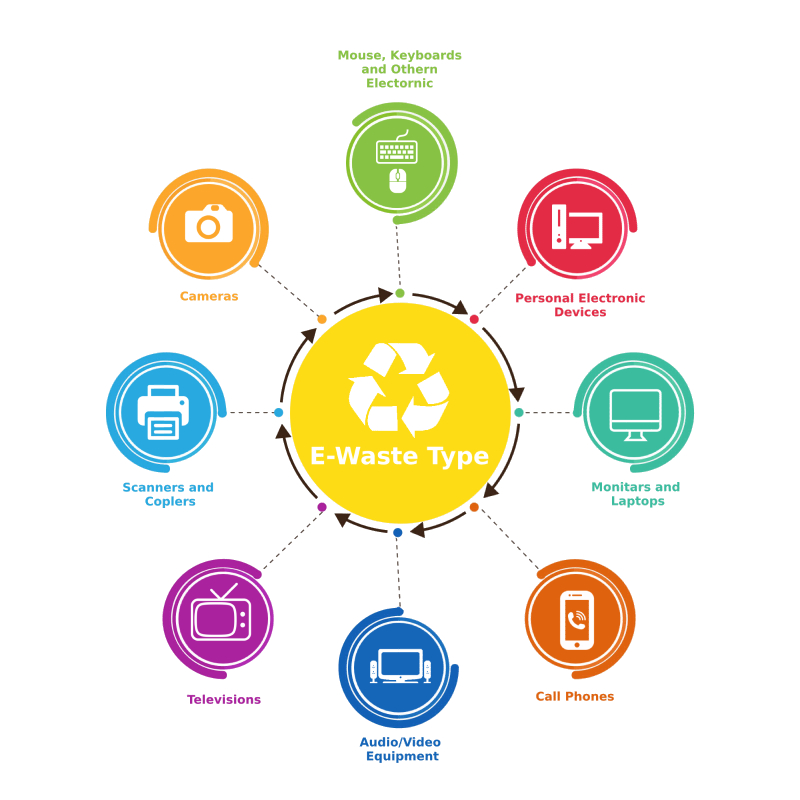 Mouse, Keyboards
and Othern
Electornic
Cameras
Personal Electronic
Devices
E-Waste Type
Scanners and
Coplers
Monitars and
Laptops
Televisions
Call Phones
Audio/Video
Equipment